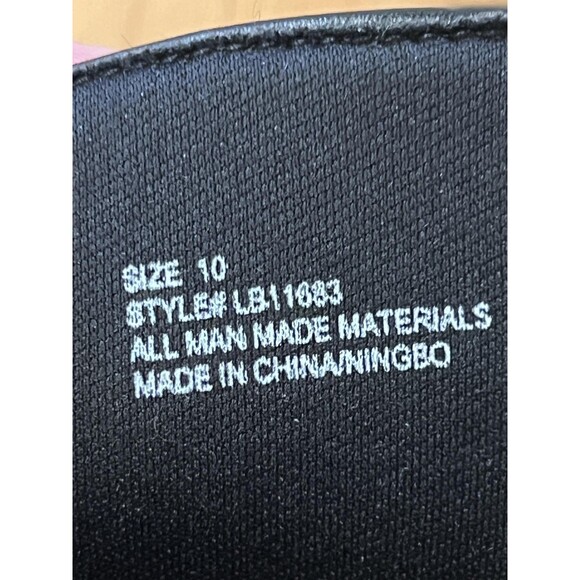 SIZE 10
STYLE# LB11683
ALL MAN MADE MATERIALS
MADE IN CHINA/NINGBO